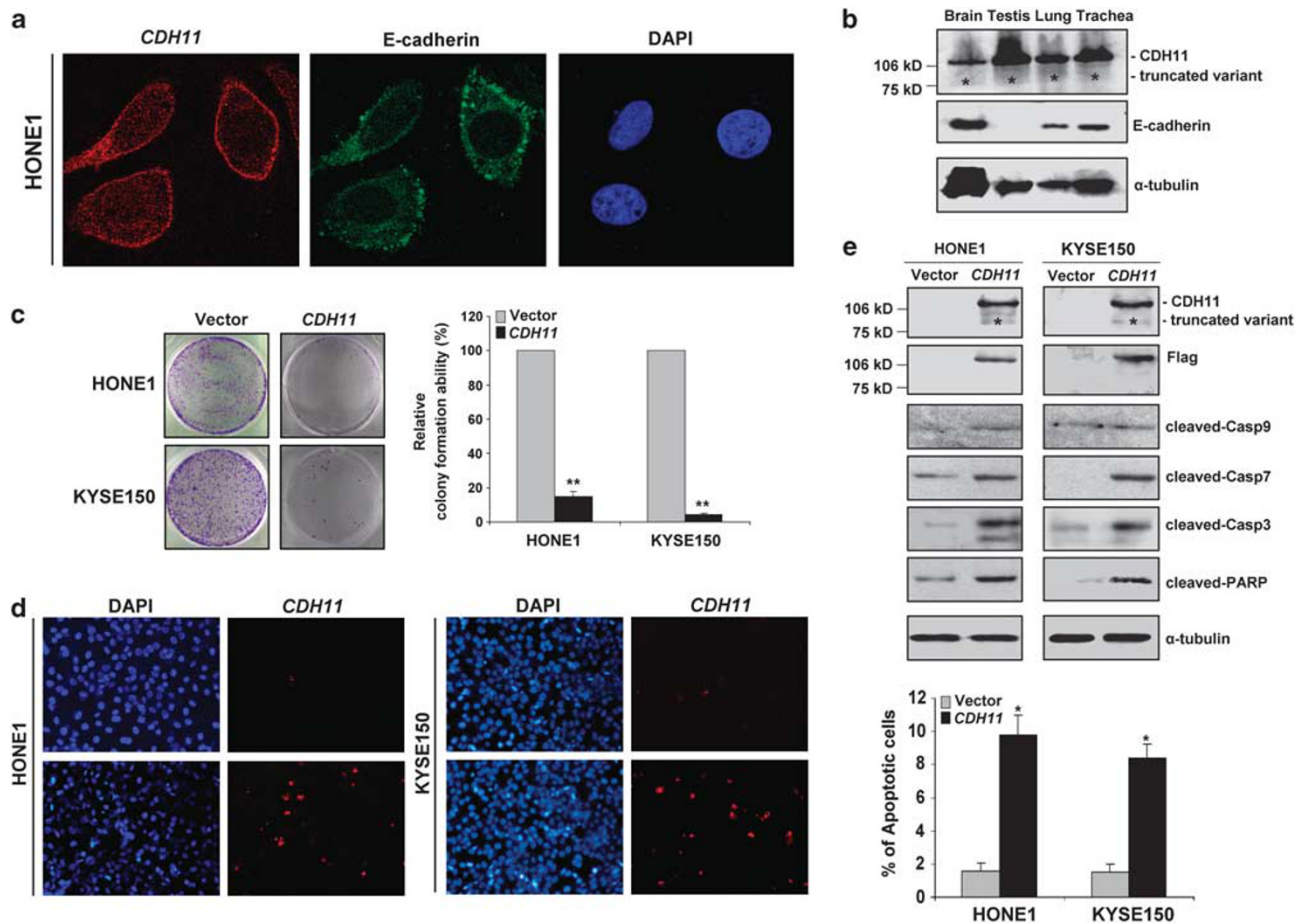 a
CDH11 E-cadherin DAPI
HONE1
b
Brain Testis Lung Trachea
106 kD
75 kD
- CDH11
- truncated variant
* * * *
E-cadherin
α-tubulin
c
Vector CDH11
HONE1
KYSE150
Relative
colony formation ability (%)
120
100
80
60
40
20
0
Vector
CDH11
** **
HONE1 KYSE150
d
DAPI CDH11 DAPI CDH11
HONE1
KYSE150
e
HONE1 KYSE150
Vector CDH11 Vector CDH11
106 kD
75 kD
- CDH11
- truncated variant
* *
106 kD
75 kD
Flag
cleaved-Casp9
cleaved-Casp7
cleaved-Casp3
cleaved-PARP
α-tubulin
% of Apoptotic cells
12
10
8
6
4
2
0
Vector
CDH11
* *
HONE1 KYSE150